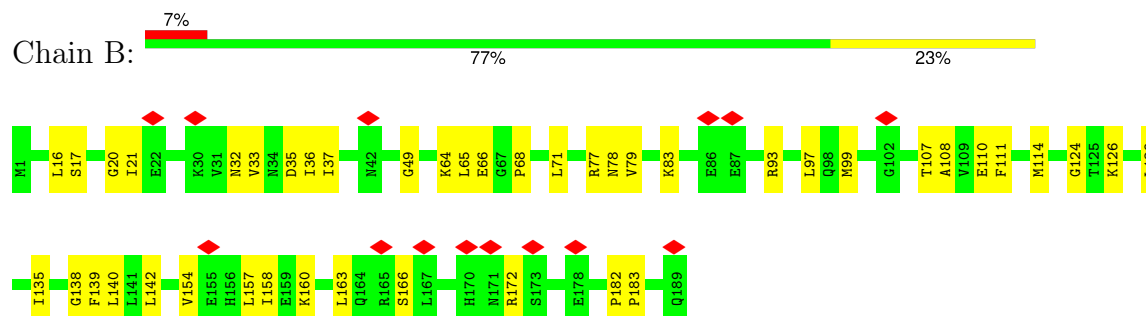 7%
Chain B:
77% 23%
M1 L16 S17 G20 I21 E22 K30 V31 N32 V33 N34 D35 I36 I37 N42 G49 K64 L65 E66 G67 P68 L71 R77 N78 V79 K83 E86 E87 R93 L97 Q98 M99 G102 T107 A108 V109 E110 F111 M114 G124 T125 K126
I135 G138 F139 L140 L141 L142 V154 E155 H156 L157 I158 E159 K160 L163 Q164 R165 S166 L167 H170 N171 R172 S173 E178 P182 P183 Q189